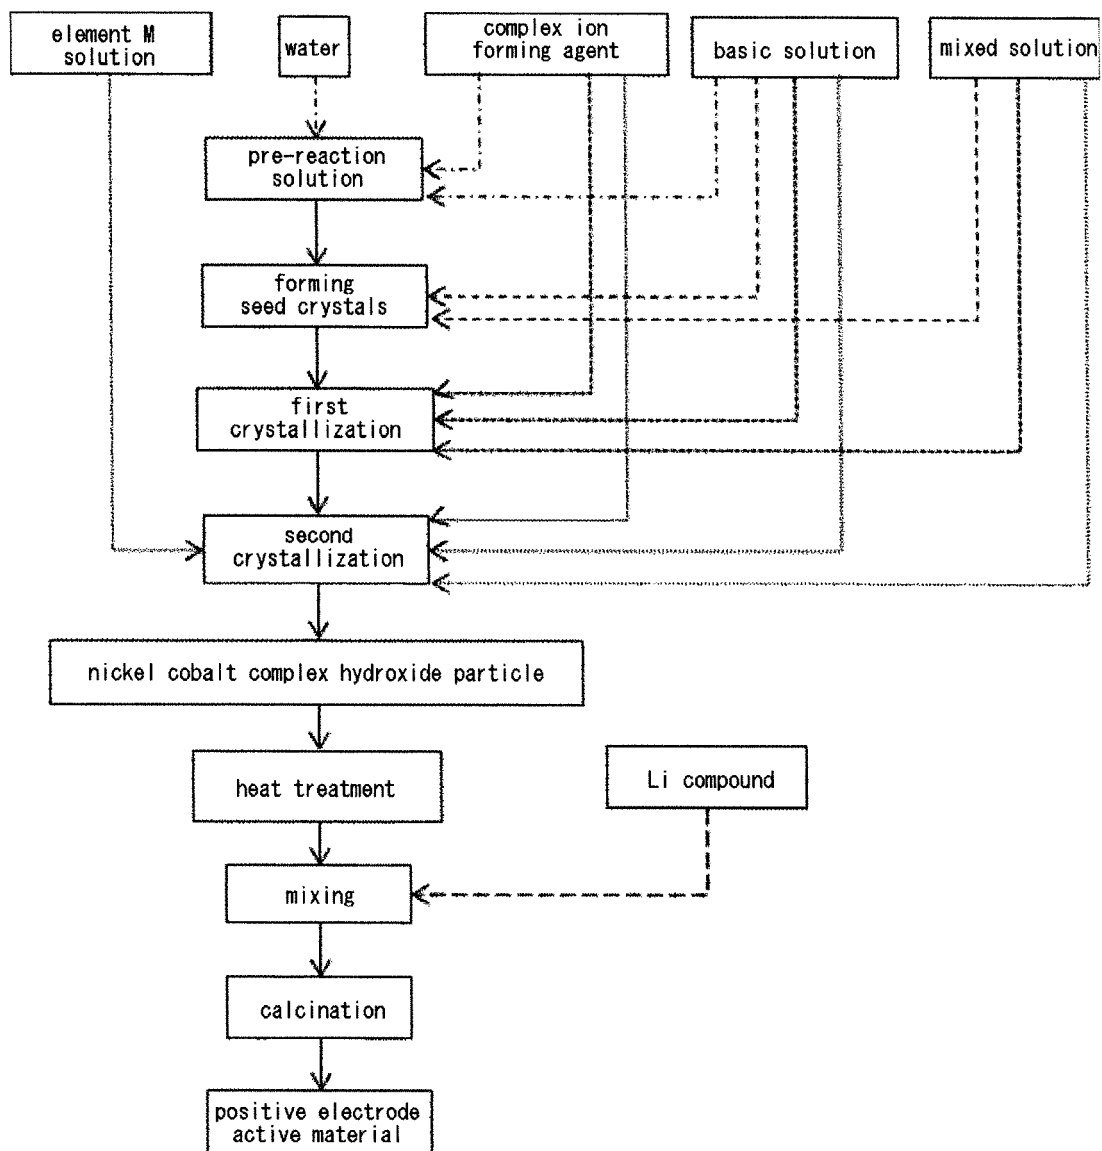 element M
solution
water
complex ion
forming agent
basic solution
mixed solution
pre-reaction
solution
forming
seed crystals
first
crystallization
second
crystallization
nickel cobalt complex hydroxide particle
heat treatment
Li compound
mixing
calcination
positive electrode
active material